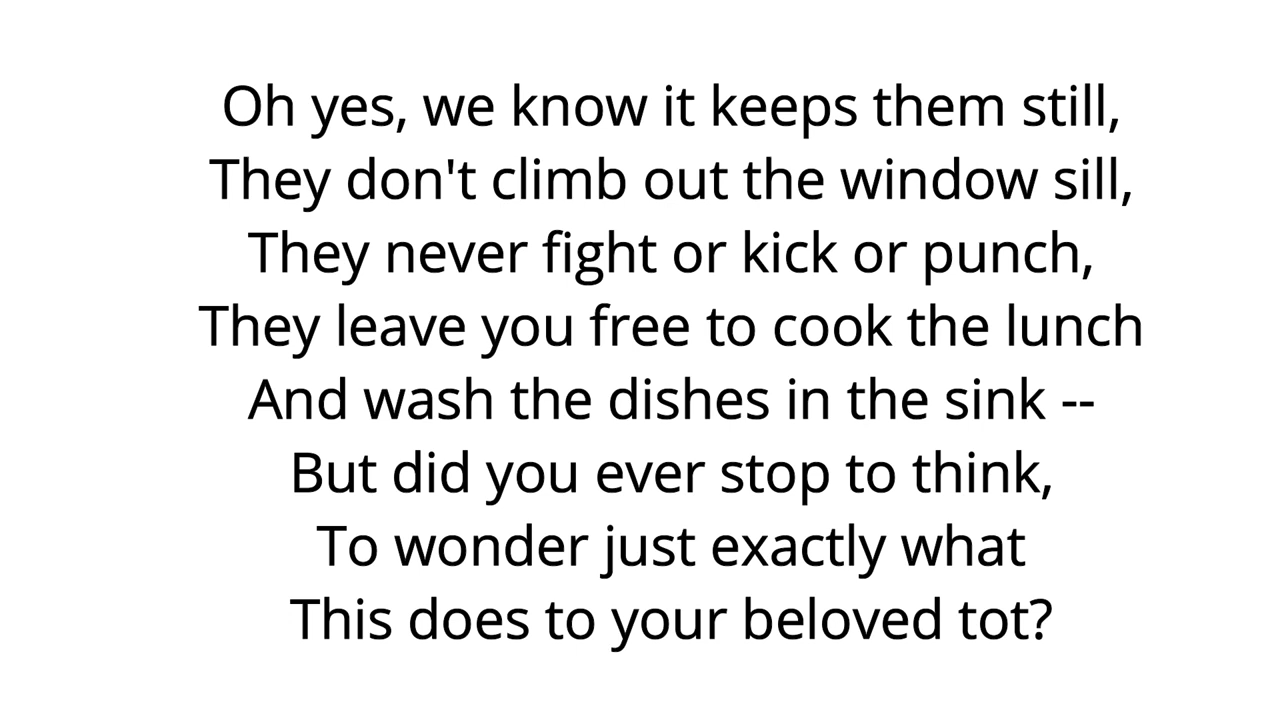 Oh yes, we know it keeps them still,
They don't climb out the window sill,
They never fight or kick or punch,
They leave you free to cook the lunch
And wash the dishes in the sink --
But did you ever stop to think,
To wonder just exactly what
This does to your beloved tot?